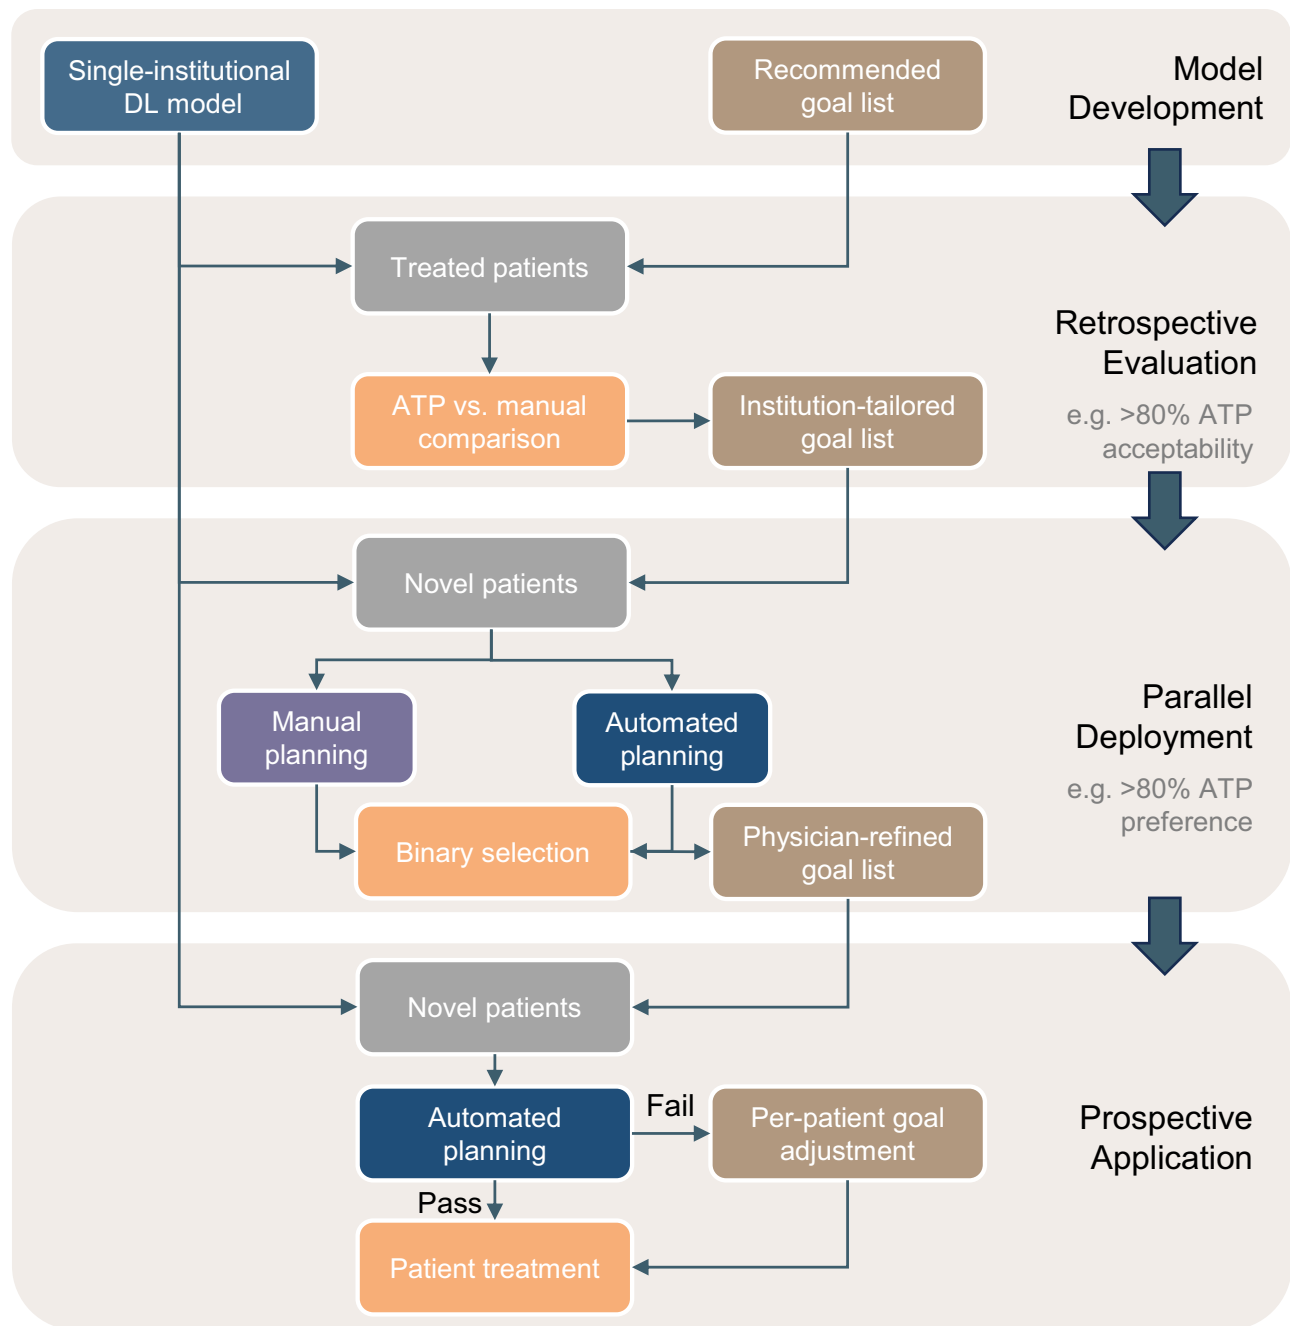 Single-institutional
DL model
Recommended
goal list
Model
Development
Treated patients
Retrospective
Evaluation
ATP vs. manual
comparison
Institution-tailored
goal list
e.g. >80% ATP
acceptability
Novel patients
Manual
planning
Automated
planning
Parallel
Deployment
e.g. >80% ATP
preference
Binary selection
Physician-refined
goal list
Novel patients
Automated
planning
Fail
Per-patient goal
adjustment
Prospective
Application
Pass
Patient treatment